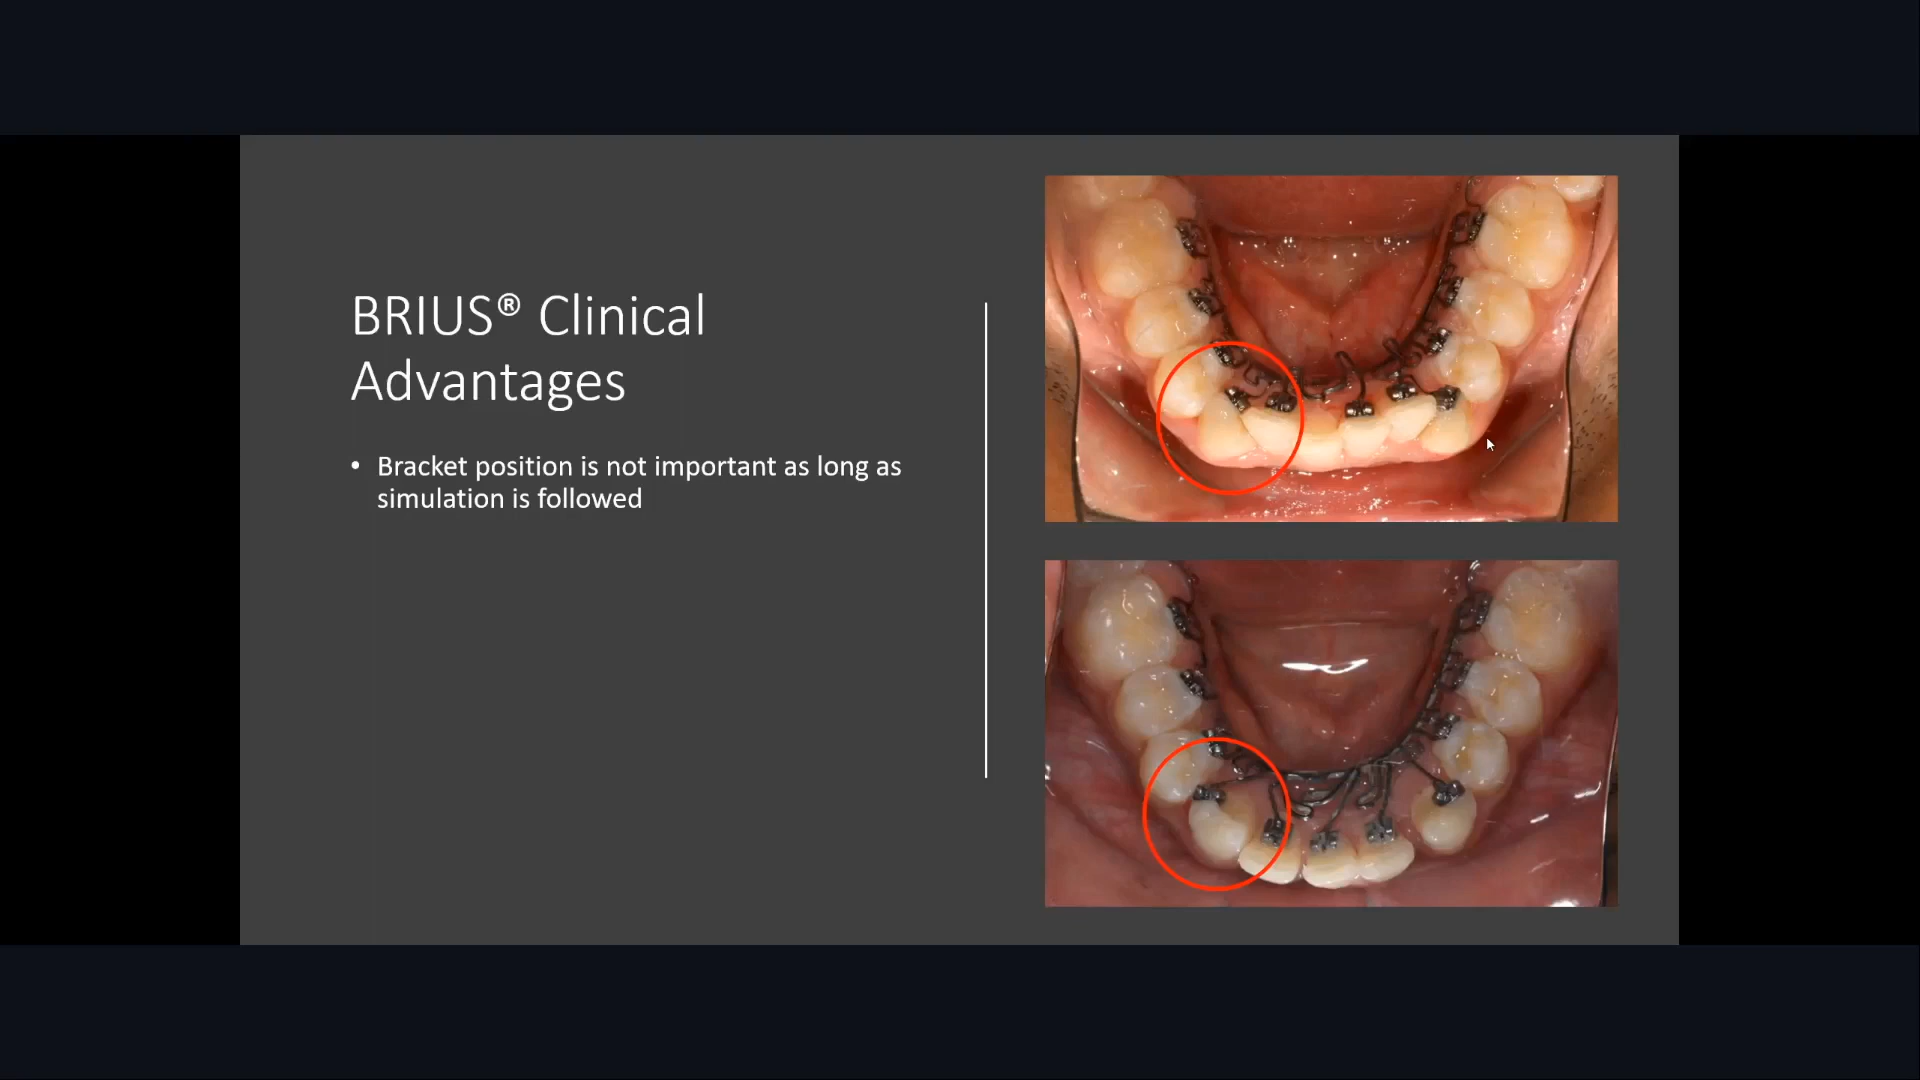 BRIUS® Clinical
Advantages
• Bracket position is not important as long as
simulation is followed